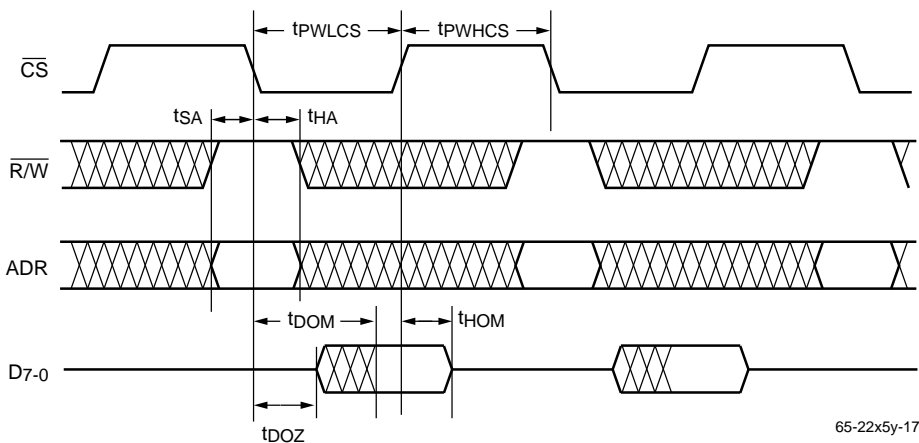 tPWLCS tPWHCS
CS
tSA tHA
R/W
ADR
tDOM tHOM
D7-0
tDOZ
65-22x5y-17